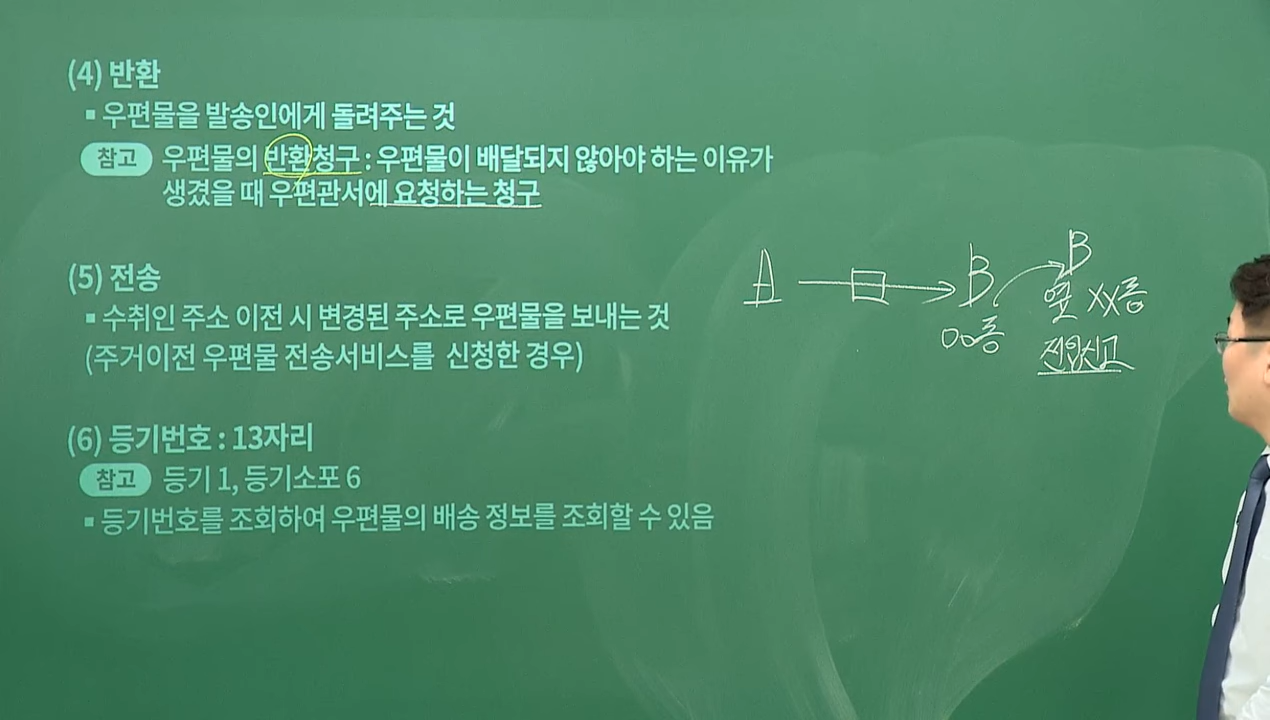 (4) 반환
▪ 우편물을 발송인에게 돌려주는 것
참고 우편물의 반환청구 : 우편물이 배달되지 않아야 하는 이유가
생겼을 때 우편관서에 요청하는 청구
(5) 전송
▪ 수취인 주소 이전 시 변경된 주소로 우편물을 보내는 것
(주거이전 우편물 전송서비스를 신청한 경우)
(6) 등기번호 : 13자리
참고 등기 1, 등기소포 6
▪ 등기번호를 조회하여 우편물의 배송 정보를 조회할 수 있음
A B B
옆 XX동
OO동
전입신고